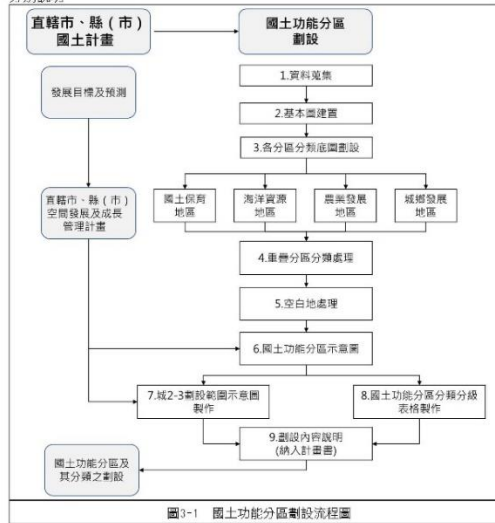 直轄市、縣(市)
國土計畫
國土功能分區
劃設
發展目標及預測
1.資料蒐集
2.基本圖建置
3.各分區分類底圖劃設
國土保育
地區
海洋資源
地區
農業發展
地區
城鄉發展
地區
直轄市、縣(市)
空間發展及成長
管理計畫
4.重疊分區分類處理
5.空白地處理
6.國土功能分區示意圖
7.城2-3劃設範圍示意圖
製作
8.國土功能分區分類分級
表格製作
9.劃設內容說明
(納入計畫書)
國土功能分區及
其分類之劃設
圖3-1 國土功能分區劃設流程圖